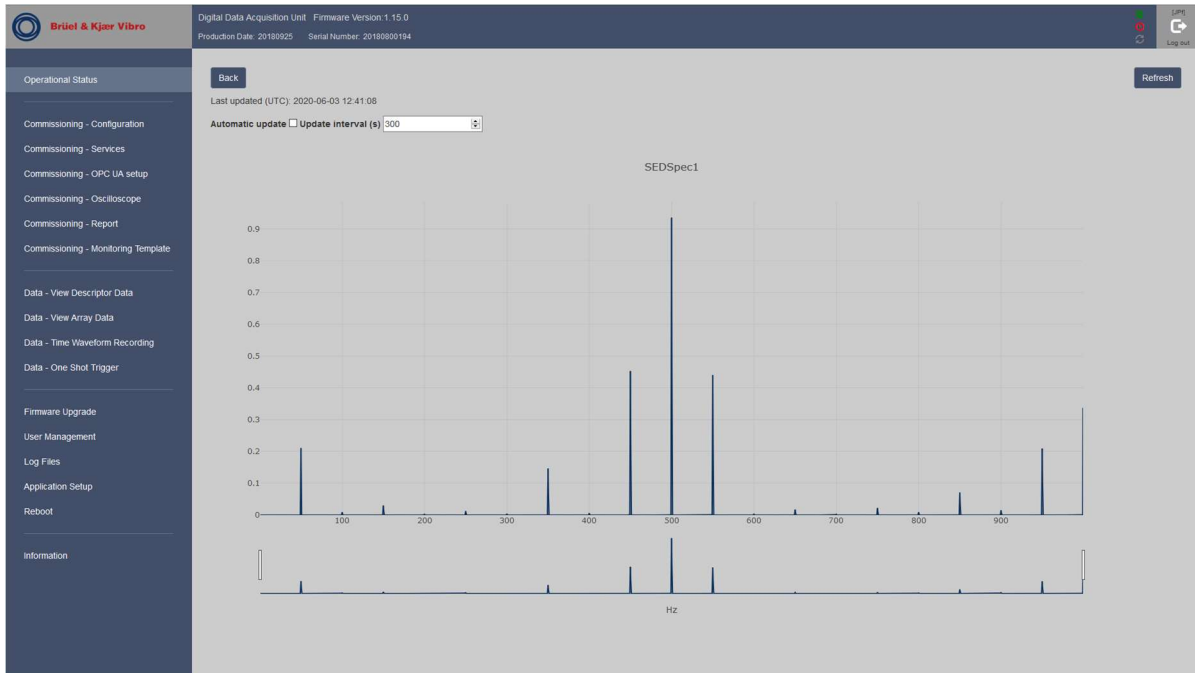 Brüel & Kjær Vibro
Digital Data Acquisition Unit Firmware Version:1.15.0
Production Date: 20180925 Serial Number: 20180800194
[JPf]
Log out
Operational Status
Commissioning - Configuration
Commissioning - Services
Commissioning - OPC UA setup
Commissioning - Oscilloscope
Commissioning - Report
Commissioning - Monitoring Template
Data - View Descriptor Data
Data - View Array Data
Data - Time Waveform Recording
Data - One Shot Trigger
Firmware Upgrade
User Management
Log Files
Application Setup
Reboot
Information
Back
Refresh
Last updated (UTC): 2020-06-03 12:41:08
Automatic update Update interval (s) 300
SEDSpec1
0.9
0.8
0.7
0.6
0.5
0.4
0.3
0.2
0.1
0
100 200 300 400 500 600 700 800 900
Hz